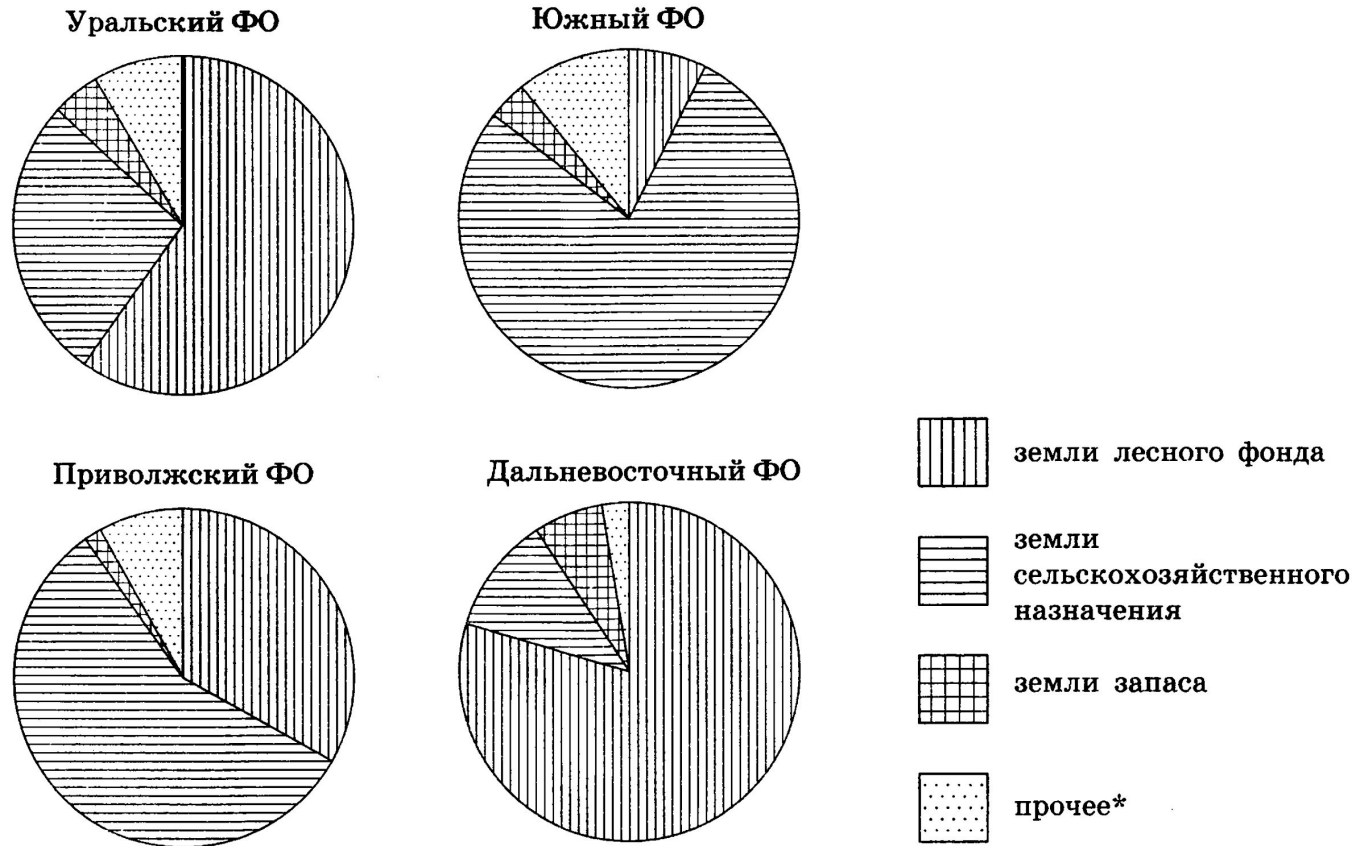 Уральский ФО
Южный ФО
Приволжский ФО
Дальневосточный ФО
земли лесного фонда
земли
сельскохозяйственного
назначения
земли запаса
прочее*